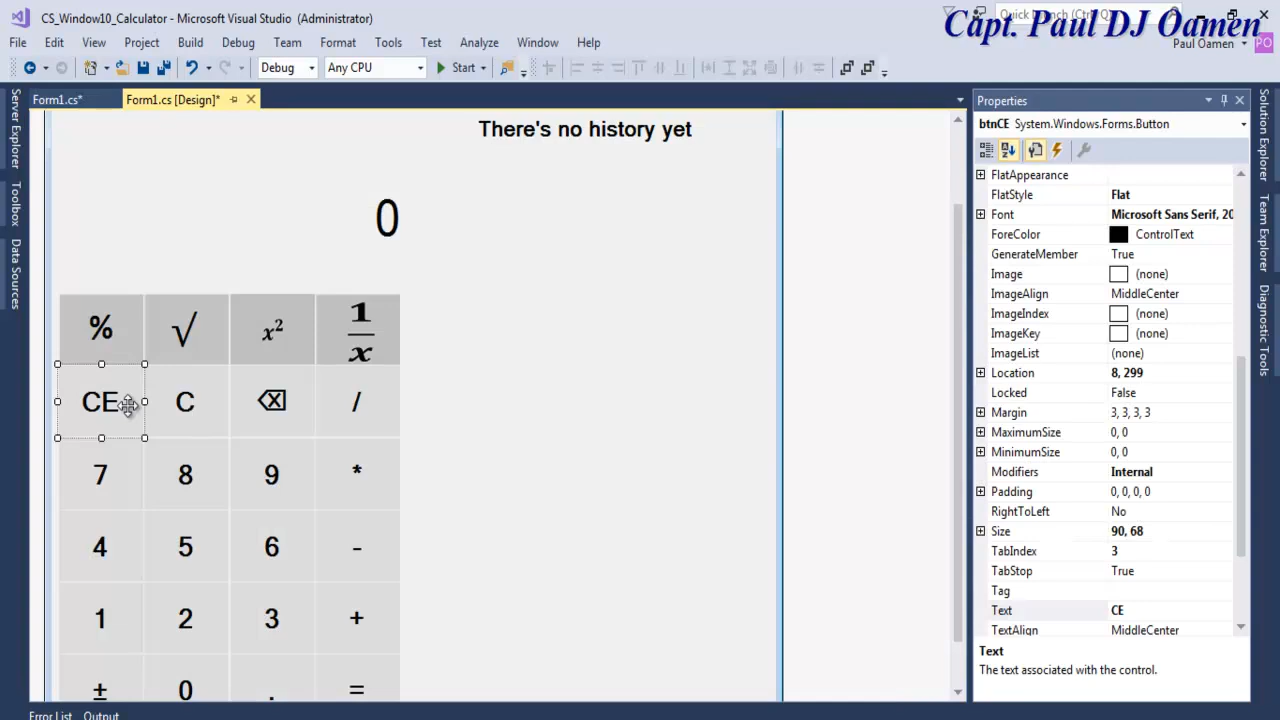 CS_Window10_Calculator - Microsoft Visual Studio (Administrator)
Quick Launch (Ctrl+Q)
Capt. Paul DJ Oamen
File Edit View Project Build Debug Team Format Tools Test Analyze Window Help
Paul Oamen PO
Debug Any CPU Start
Form1.cs* Form1.cs [Design]*
Server Explorer
Toolbox
Data Sources
There's no history yet
0
% √ x² 1/x
CE C ⌫ /
7 8 9 *
4 5 6 -
1 2 3 +
± 0 . =
Properties
btnCE System.Windows.Forms.Button
FlatAppearance
FlatStyle Flat
Font Microsoft Sans Serif, 20
ForeColor ControlText
GenerateMember True
Image (none)
ImageAlign MiddleCenter
ImageIndex (none)
ImageKey (none)
ImageList (none)
Location 8, 299
Locked False
Margin 3, 3, 3, 3
MaximumSize 0, 0
MinimumSize 0, 0
Modifiers Internal
Padding 0, 0, 0, 0
RightToLeft No
Size 90, 68
TabIndex 3
TabStop True
Tag
Text CE
TextAlign MiddleCenter
Text
The text associated with the control.
Solution Explorer
Team Explorer
Diagnostic Tools
Error List Output